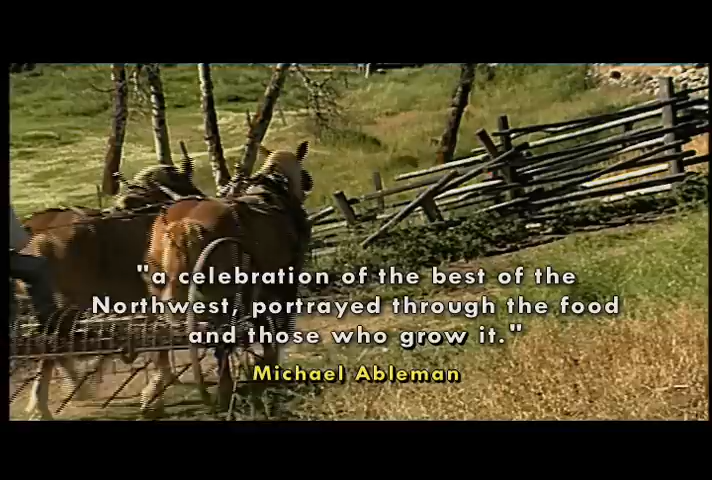 "a celebration of the best of the
Northwest, portrayed through the food
and those who grow it."
Michael Ableman